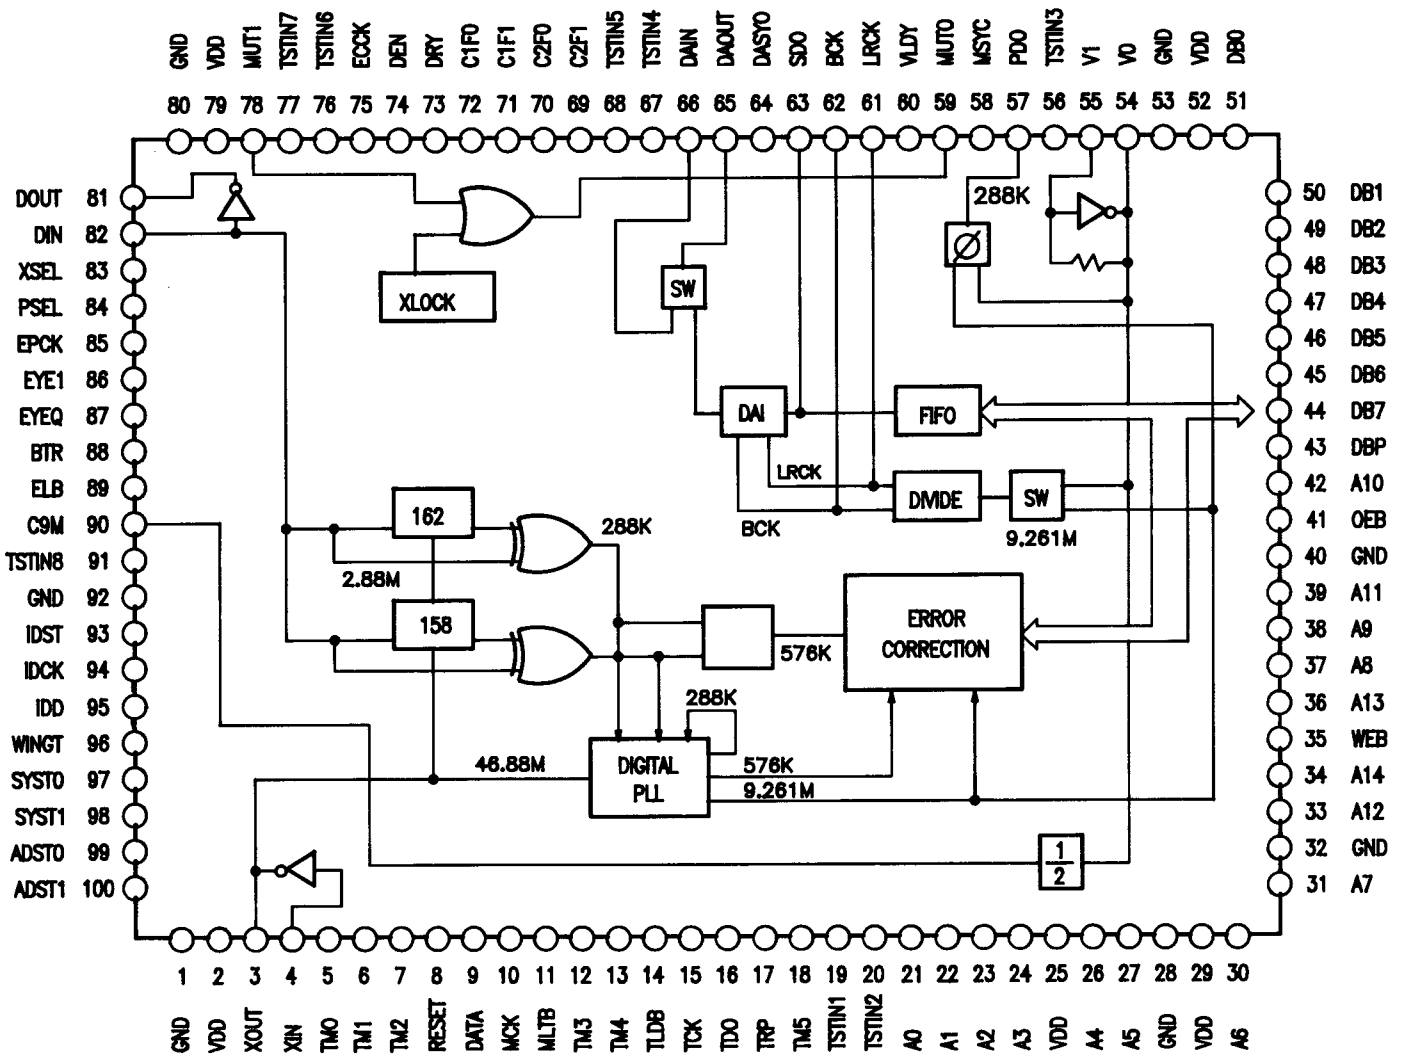 GND VDD MUT1 TSTIN7 TSTIN6 ECCK DEN DRY C1F0 C1F1 C2F0 C2F1 TSTIN5 TSTIN4 DAIN DAOUT DASYO SDO BCK LRCK VLDY MUTO MSYC PDO TSTIN3 V1 VO GND VDD DB0
80 79 78 77 76 75 74 73 72 71 70 69 68 67 66 65 64 63 62 61 60 59 58 57 56 55 54 53 52 51
DOUT 81
DIN 82
XSEL 83
PSEL 84
EPCK 85
EYE1 86
EYEQ 87
BTR 88
ELB 89
C9M 90
TSTIN8 91
GND 92
IDST 93
IDCK 94
IDD 95
WINGT 96
SYST0 97
SYST1 98
ADST0 99
ADST1 100
XLOCK
SW
288K
Ø
DAI
FIFO
LRCK
BCK
DIVIDE
SW
9.261M
162
288K
2.88M
158
576K
ERROR
CORRECTION
288K
46.88M
DIGITAL
PLL
576K
9.261M
1
2
50 DB1
49 DB2
48 DB3
47 DB4
46 DB5
45 DB6
44 DB7
43 DBP
42 A10
41 OEB
40 GND
39 A11
38 A9
37 A8
36 A13
35 WEB
34 A14
33 A12
32 GND
31 A7
1 2 3 4 5 6 7 8 9 10 11 12 13 14 15 16 17 18 19 20 21 22 23 24 25 26 27 28 29 30
GND VDD XOUT XIN TM0 TM1 TM2 RESET DATA MCK MLTB TM3 TM4 TLDB TCK TDO TRP TM5 TSTIN1 TSTIN2 A0 A1 A2 A3 VDD A4 A5 GND VDD A6